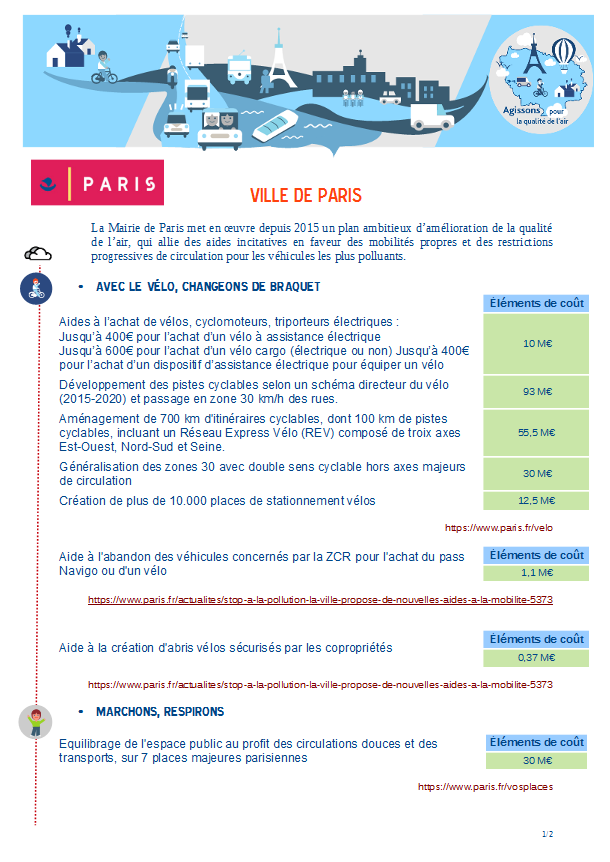 Agissons pour
la qualité de l'air
PARIS
VILLE DE PARIS
La Mairie de Paris met en œuvre depuis 2015 un plan ambitieux d'amélioration de la qualité
de l'air, qui allie des aides incitatives en faveur des mobilités propres et des restrictions
progressives de circulation pour les véhicules les plus polluants.
• AVEC LE VÉLO, CHANGEONS DE BRAQUET
Éléments de coût
Aides à l'achat de vélos, cyclomoteurs, triporteurs électriques :
Jusqu'à 400€ pour l'achat d'un vélo à assistance électrique
Jusqu'à 600€ pour l'achat d'un vélo cargo (électrique ou non) Jusqu'à 400€
pour l'achat d'un dispositif d'assistance électrique pour équiper un vélo
10 M€
Développement des pistes cyclables selon un schéma directeur du vélo
(2015-2020) et passage en zone 30 km/h des rues.
93 M€
Aménagement de 700 km d'itinéraires cyclables, dont 100 km de pistes
cyclables, incluant un Réseau Express Vélo (REV) composé de troix axes
Est-Ouest, Nord-Sud et Seine.
55,5 M€
Généralisation des zones 30 avec double sens cyclable hors axes majeurs
de circulation
30 M€
Création de plus de 10.000 places de stationnement vélos
12,5 M€
https://www.paris.fr/velo
Aide à l'abandon des véhicules concernés par la ZCR pour l'achat du pass
Navigo ou d'un vélo
Éléments de coût
1,1 M€
https://www.paris.fr/actualites/stop-a-la-pollution-la-ville-propose-de-nouvelles-aides-a-la-mobilite-5373
Aide à la création d'abris vélos sécurisés par les copropriétés
Éléments de coût
0,37 M€
https://www.paris.fr/actualites/stop-a-la-pollution-la-ville-propose-de-nouvelles-aides-a-la-mobilite-5373
• MARCHONS, RESPIRONS
Equilibrage de l'espace public au profit des circulations douces et des
transports, sur 7 places majeures parisiennes
Éléments de coût
30 M€
https://www.paris.fr/vosplaces
1/2